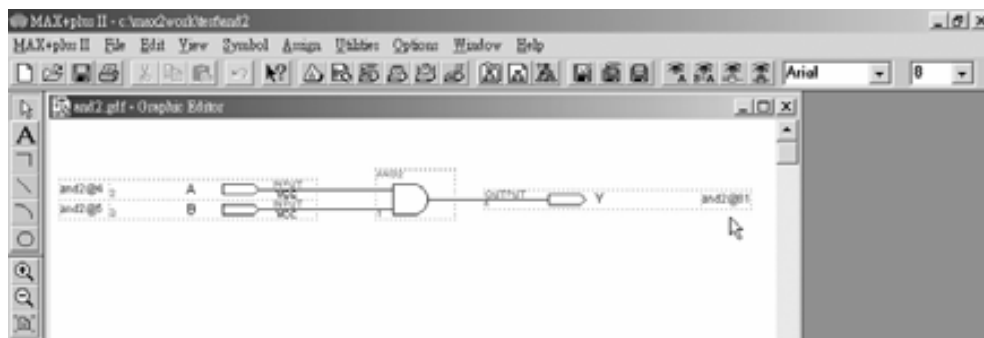 MAX+plus II - c:\max2work\test\and2
MAX+plus II File Edit View Symbol Assign Utilities Options Window Help
Arial 8
and2.gdf - Graphic Editor
AND2
and2@4 A INPUT VCC
and2@5 B INPUT VCC
OUTPUT Y and2@81
1